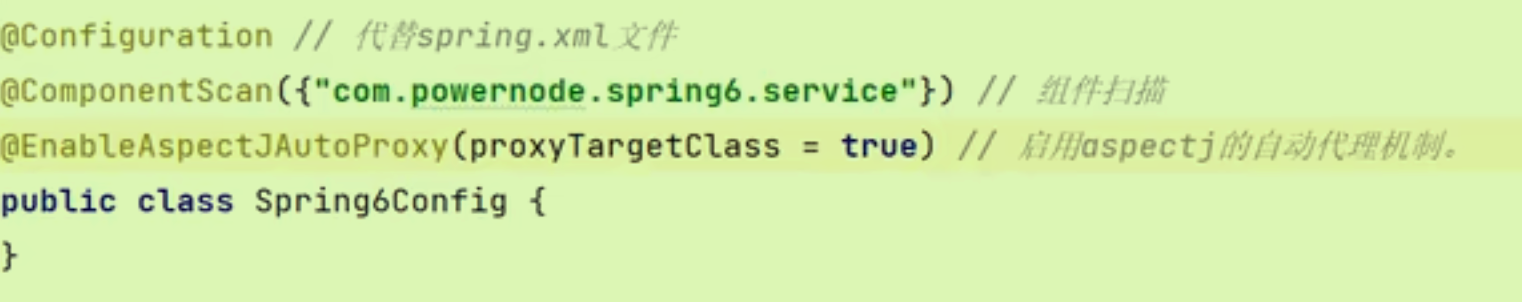 @Configuration // 代替spring.xml文件
@ComponentScan({"com.powernode.spring6.service"}) // 组件扫描
@EnableAspectJAutoProxy(proxyTargetClass = true) // 启用aspectj的自动代理机制。
public class Spring6Config {
}